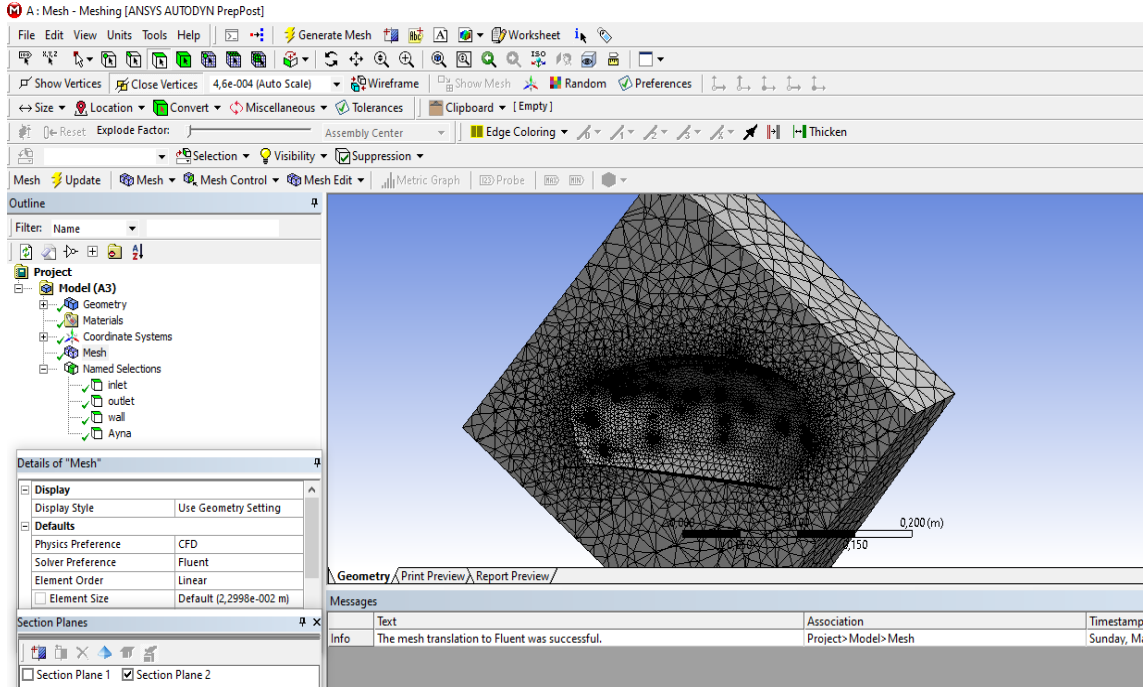 A : Mesh - Meshing [ANSYS AUTODYN PrepPost]
File Edit View Units Tools Help Generate Mesh Worksheet
Show Vertices Close Vertices 4,6e-004 (Auto Scale) Wireframe Show Mesh Random Preferences
Size Location Convert Miscellaneous Tolerances Clipboard [Empty]
Reset Explode Factor: Assembly Center Edge Coloring Thicken
Selection Visibility Suppression
Mesh Update Mesh Mesh Control Mesh Edit Metric Graph Probe
Outline
Filter: Name
Project
Model (A3)
Geometry
Materials
Coordinate Systems
Mesh
Named Selections
inlet
outlet
wall
Ayna
Details of "Mesh"
Display
Display Style Use Geometry Setting
Defaults
Physics Preference CFD
Solver Preference Fluent
Element Order Linear
Element Size Default (2,2998e-002 m)
Section Planes
Section Plane 1 Section Plane 2
0,200 (m)
Geometry Print Preview Report Preview
Messages
Text Association Timestamp
Info The mesh translation to Fluent was successful. Project>Model>Mesh Sunday, Ma